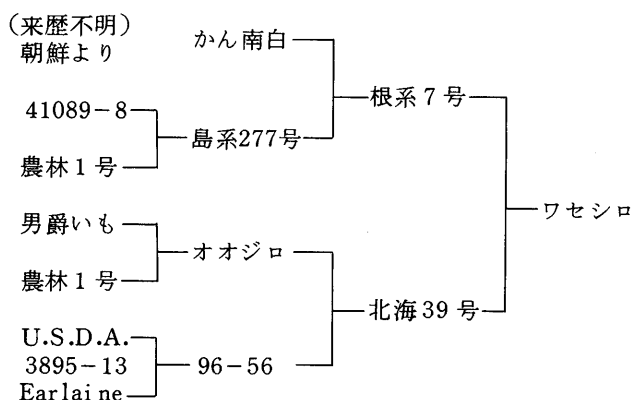 （来歴不明）
朝鮮より
かん南白
根系7号
41089-8
島系277号
農林1号
ワセシロ
男爵いも
オオジロ
農林1号
北海39号
U.S.D.A.
3895-13
96-56
Earlaine